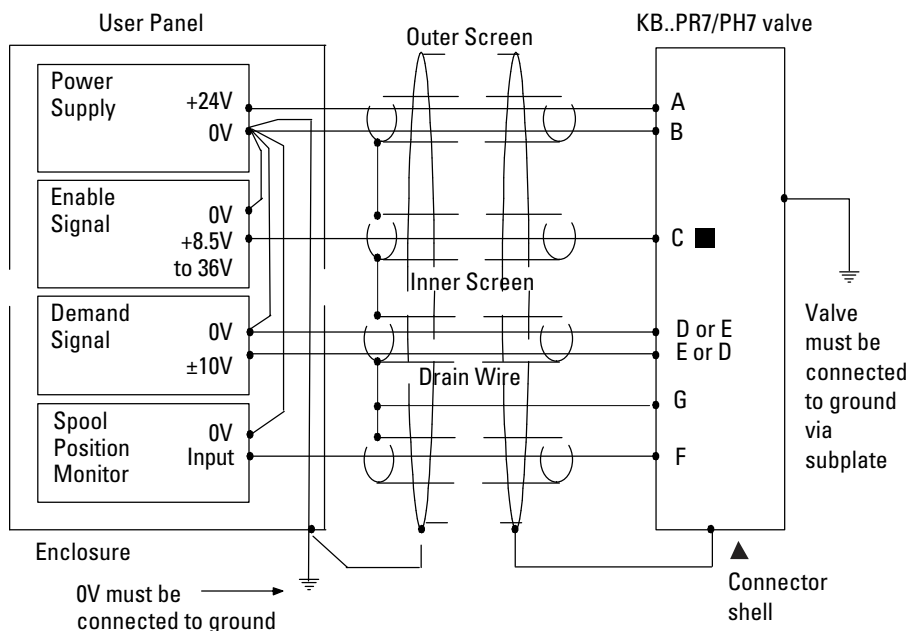 User Panel
Outer Screen
KB..PR7/PH7 valve
Power
Supply
+24V
0V
A
B
Enable
Signal
0V
+8.5V
to 36V
C
Inner Screen
Demand
Signal
0V
±10V
D or E
E or D
Drain Wire
G
Spool
Position
Monitor
0V
Input
F
Valve
must be
connected
to ground
via
subplate
Enclosure
0V must be
connected to ground
Connector
shell